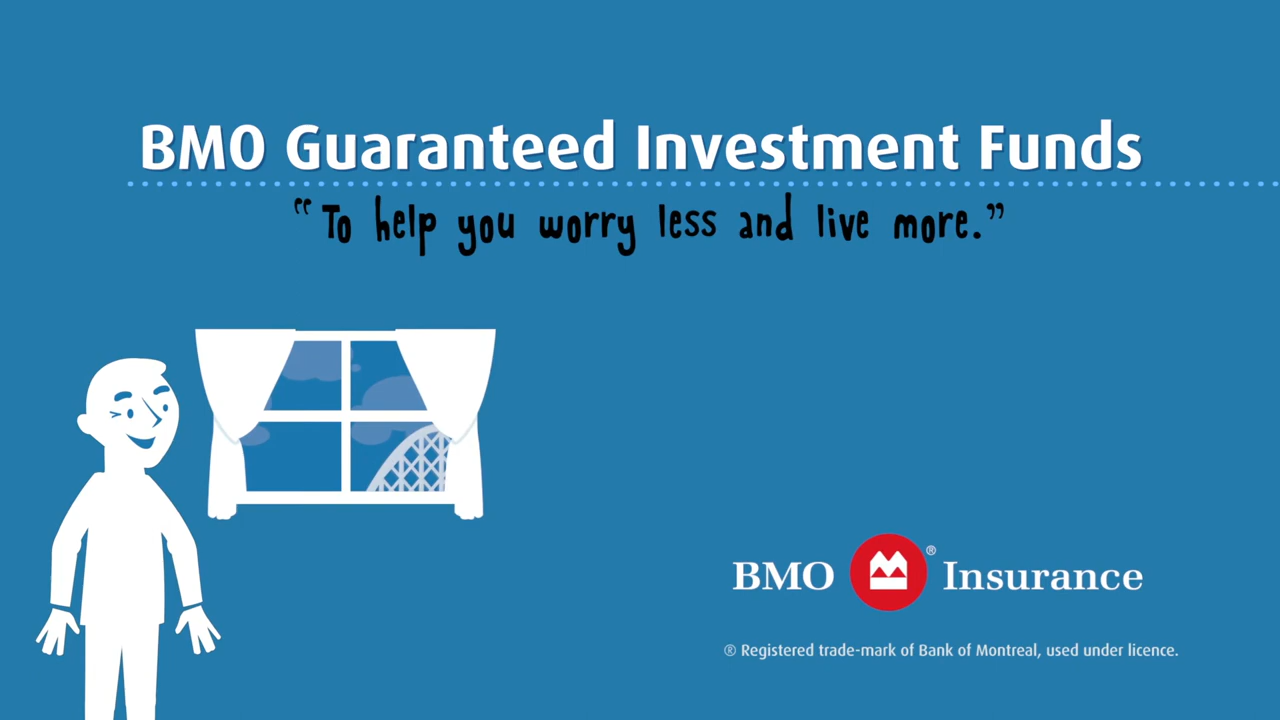 BMO Guaranteed Investment Funds
“To help you worry less and live more.”
BMO ® Insurance
® Registered trade-mark of Bank of Montreal, used under licence.